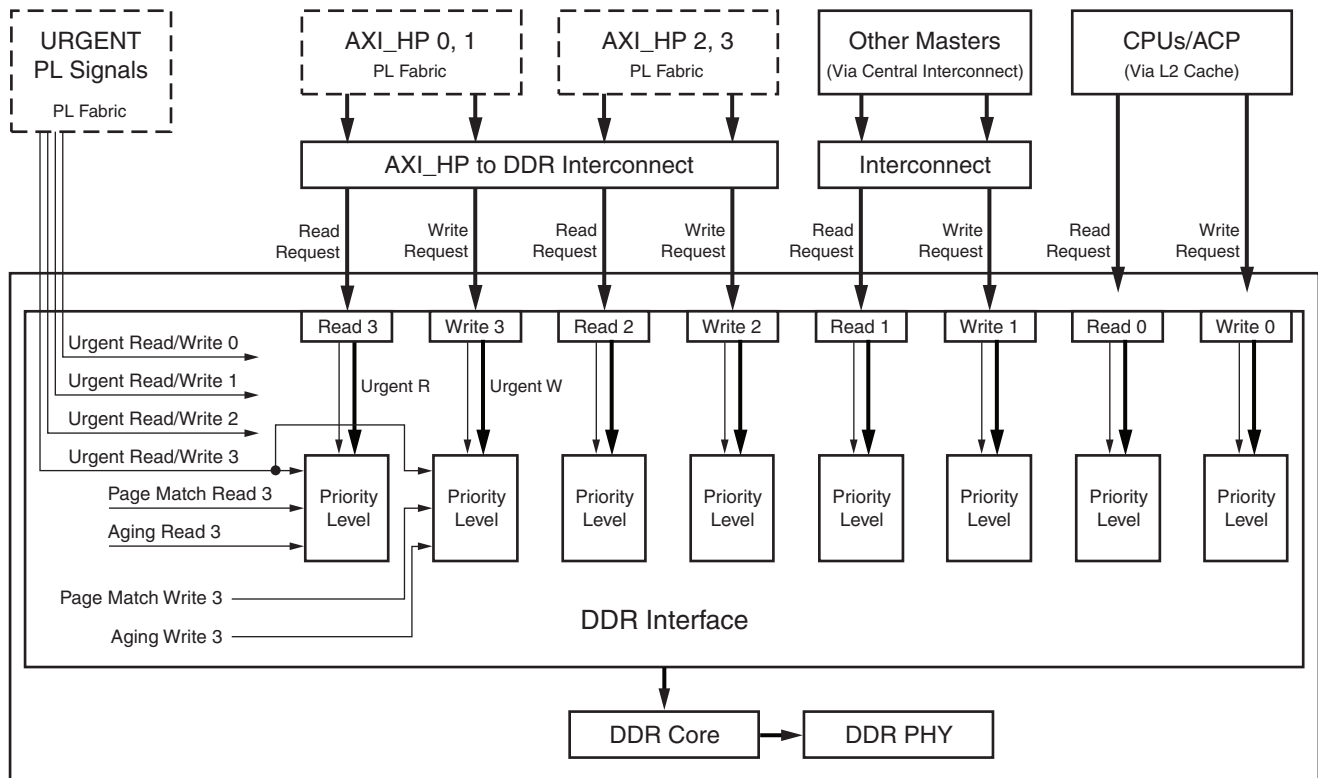 URGENT
PL Signals
PL Fabric
AXI_HP 0, 1
PL Fabric
AXI_HP 2, 3
PL Fabric
Other Masters
(Via Central Interconnect)
CPUs/ACP
(Via L2 Cache)
AXI_HP to DDR Interconnect
Interconnect
Read
Request
Write
Request
Read
Request
Write
Request
Read
Request
Write
Request
Read
Request
Write
Request
Read 3
Write 3
Read 2
Write 2
Read 1
Write 1
Read 0
Write 0
Urgent Read/Write 0
Urgent Read/Write 1
Urgent Read/Write 2
Urgent Read/Write 3
Urgent R
Urgent W
Page Match Read 3
Aging Read 3
Priority
Level
Priority
Level
Priority
Level
Priority
Level
Priority
Level
Priority
Level
Priority
Level
Priority
Level
Page Match Write 3
Aging Write 3
DDR Interface
DDR Core
DDR PHY